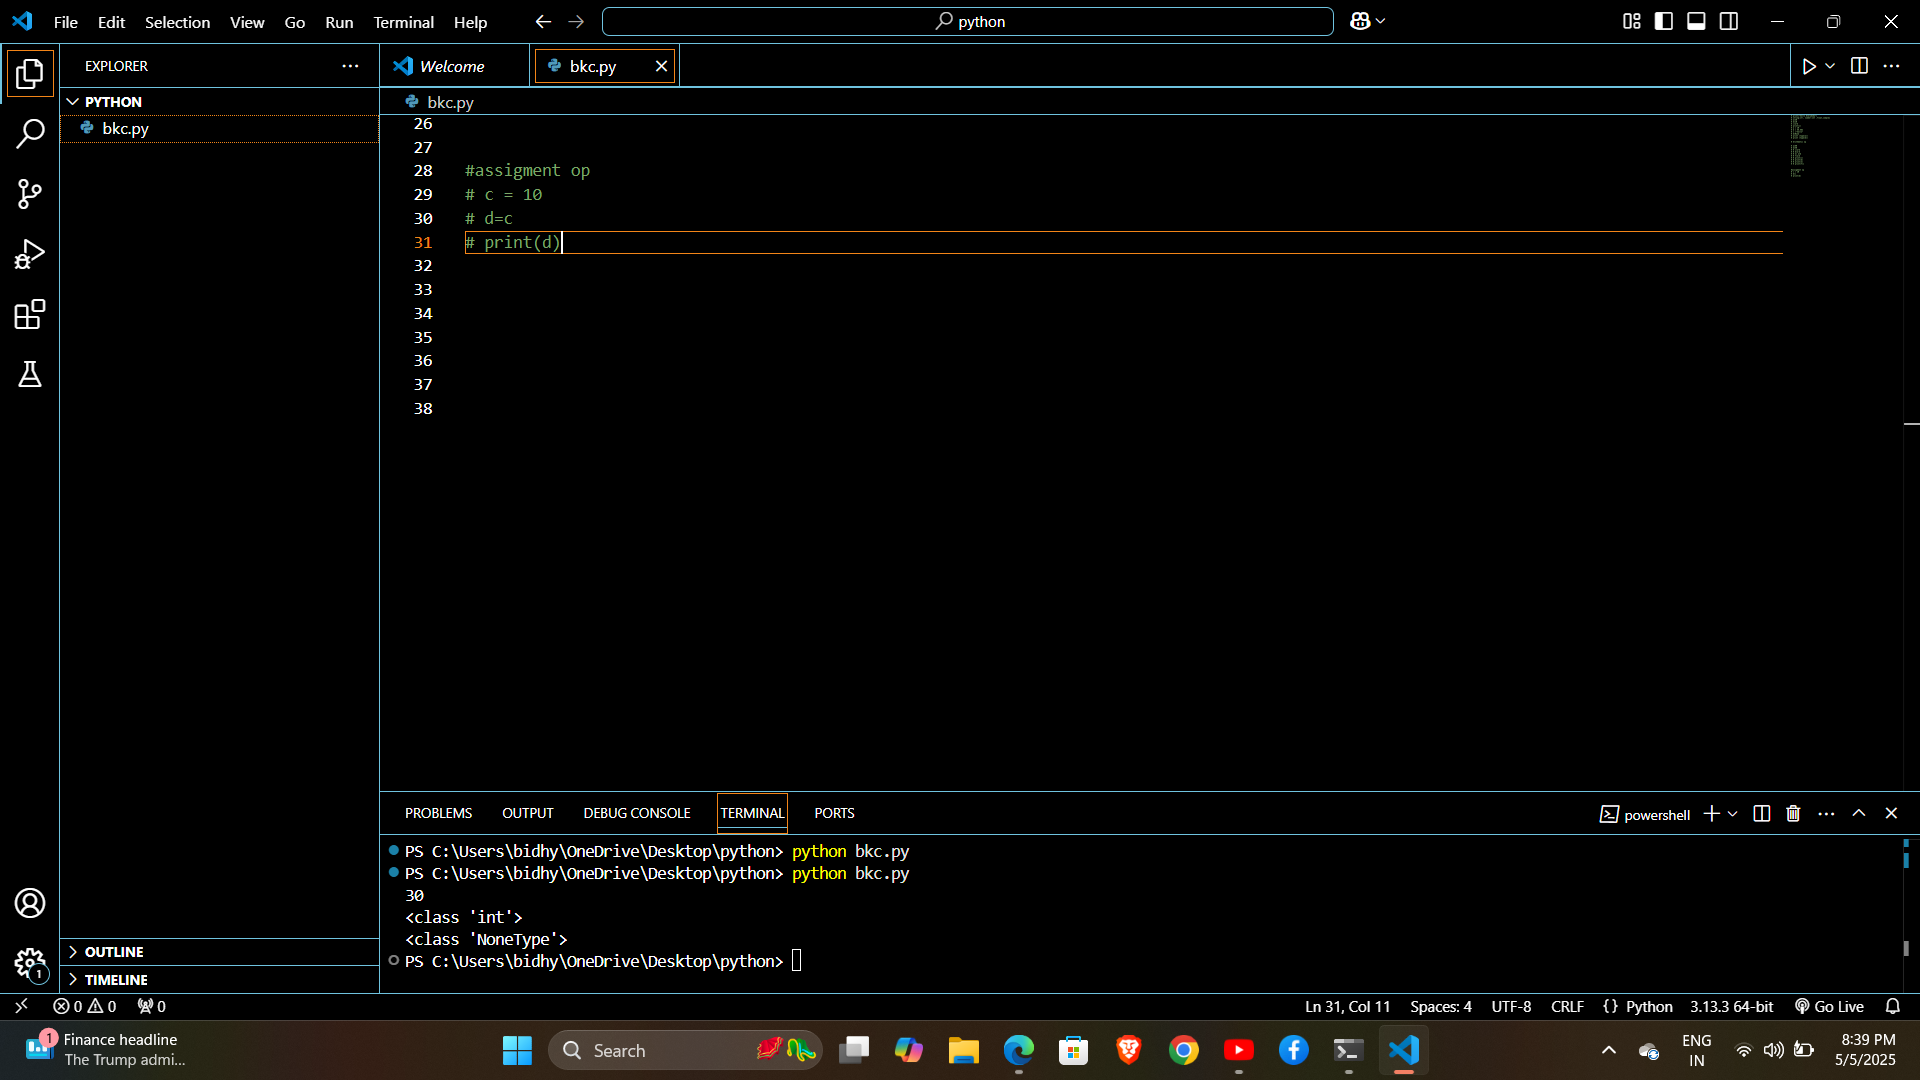 File Edit Selection View Go Run Terminal Help
python
EXPLORER
Welcome
bkc.py
PYTHON
bkc.py
bkc.py
26
27
28 #assigment op
29 # c = 10
30 # d=c
31 # print(d)
32
33
34
35
36
37
38
PROBLEMS OUTPUT DEBUG CONSOLE TERMINAL PORTS
powershell
PS C:\Users\bidhy\OneDrive\Desktop\python> python bkc.py
PS C:\Users\bidhy\OneDrive\Desktop\python> python bkc.py
30
<class 'int'>
<class 'NoneType'>
PS C:\Users\bidhy\OneDrive\Desktop\python>
OUTLINE
TIMELINE
1
0 0 0
Ln 31, Col 11 Spaces: 4 UTF-8 CRLF {} Python 3.13.3 64-bit Go Live
1
Finance headline
The Trump admi...
Search
ENG
IN
8:39 PM
5/5/2025